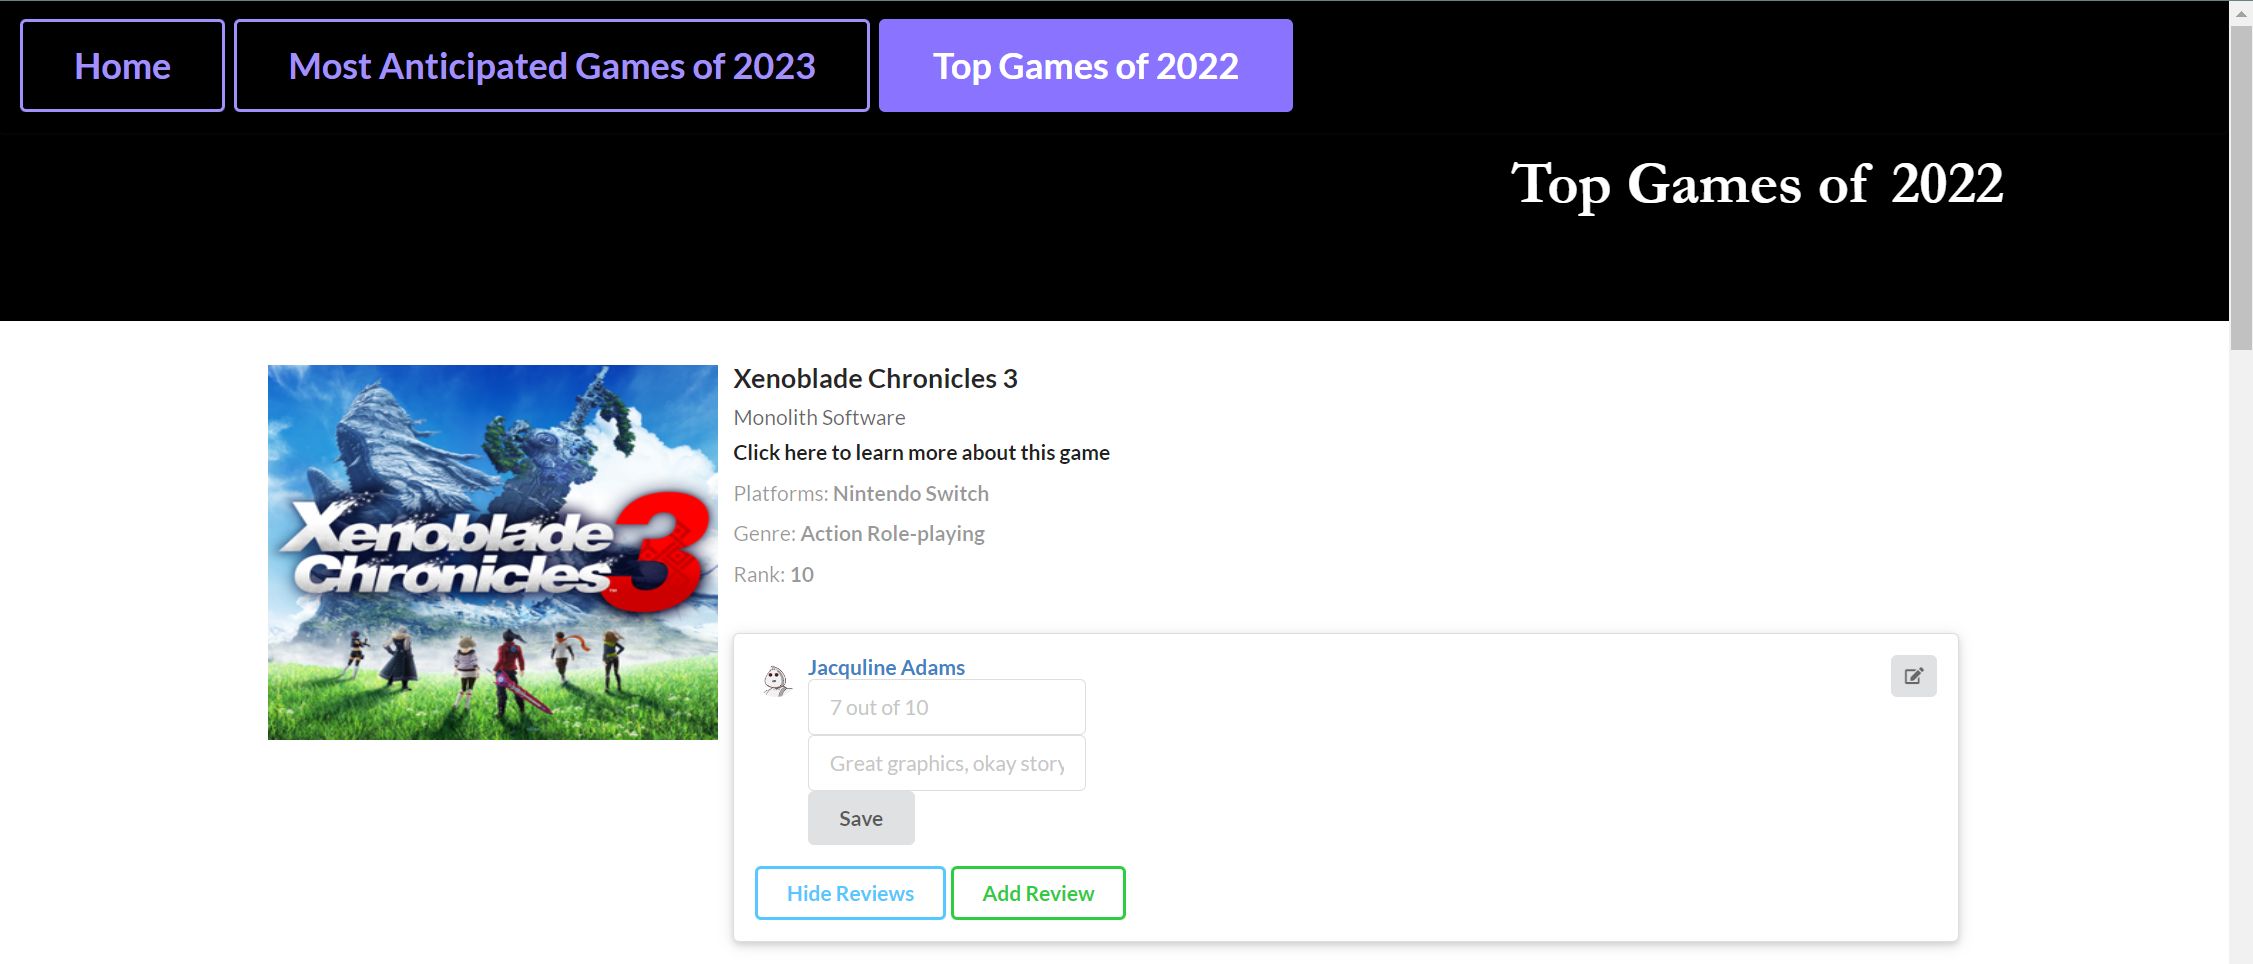 Home
Most Anticipated Games of 2023
Top Games of 2022
Top Games of 2022
Xenoblade Chronicles 3
Monolith Software
Click here to learn more about this game
Platforms: Nintendo Switch
Genre: Action Role-playing
Rank: 10
Xenoblade
Chronicles 3
Jacquline Adams
7 out of 10
Great graphics, okay story
Save
Hide Reviews
Add Review